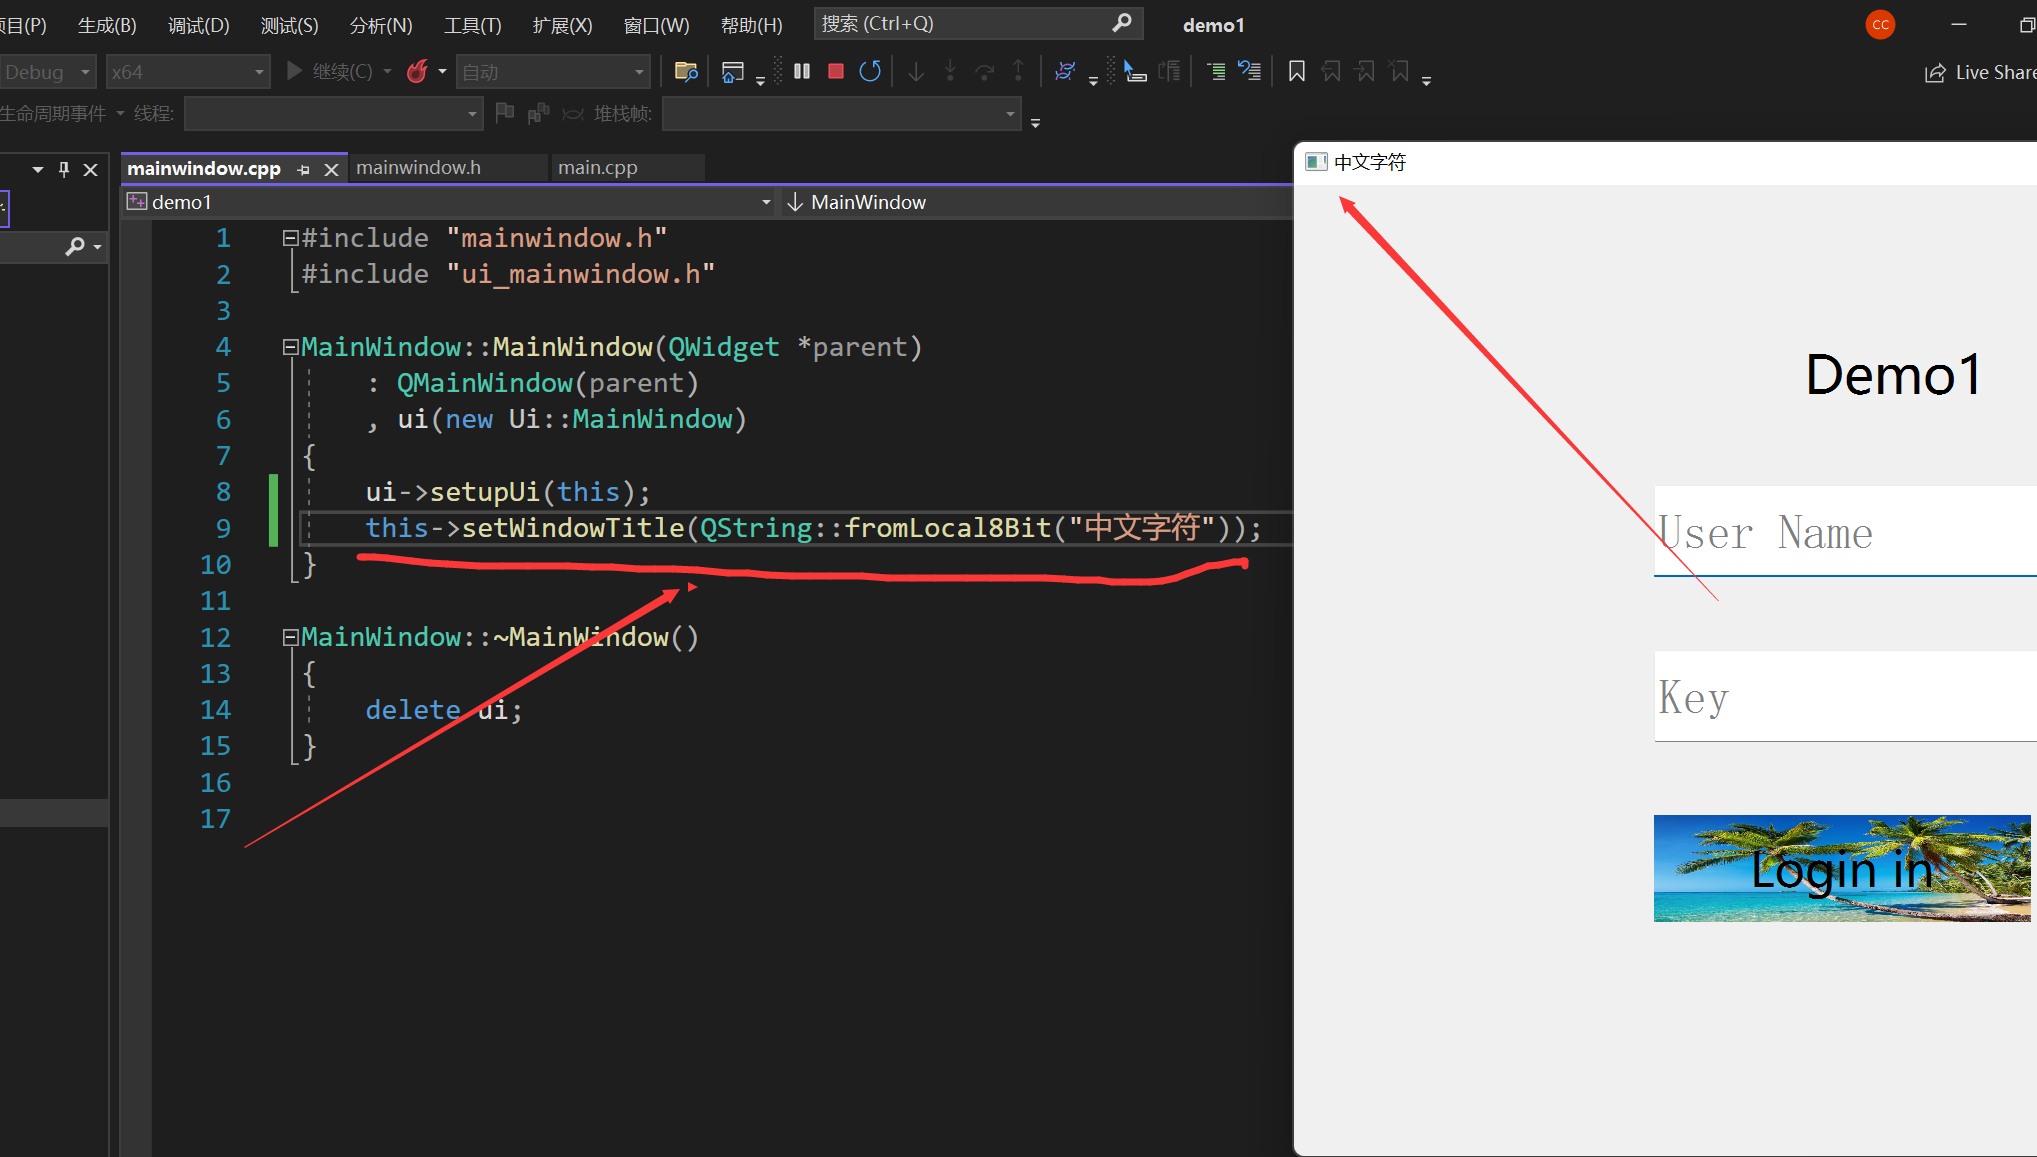 项目(P) 生成(B) 调试(D) 测试(S) 分析(N) 工具(T) 扩展(X) 窗口(W) 帮助(H) 搜索 (Ctrl+Q) demo1 CC
Debug x64 继续(C) 自动 Live Share
生命周期事件 线程: 堆栈帧:
mainwindow.cpp mainwindow.h main.cpp
demo1 MainWindow
1 #include "mainwindow.h"
2 #include "ui_mainwindow.h"
3
4 MainWindow::MainWindow(QWidget *parent)
5 : QMainWindow(parent)
6 , ui(new Ui::MainWindow)
7 {
8 ui->setupUi(this);
9 this->setWindowTitle(QString::fromLocal8Bit("中文字符"));
10 }
11
12 MainWindow::~MainWindow()
13 {
14 delete ui;
15 }
16
17
中文字符
Demo1
User Name
Key
Login in